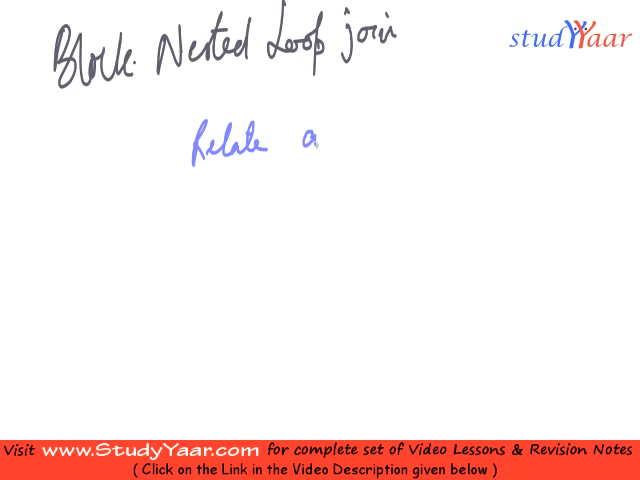 Block Nested Loop join
studYYaar
Relate a
Visit www.StudyYaar.com for complete set of Video Lessons & Revision Notes
( Click on the Link in the Video Description given below )